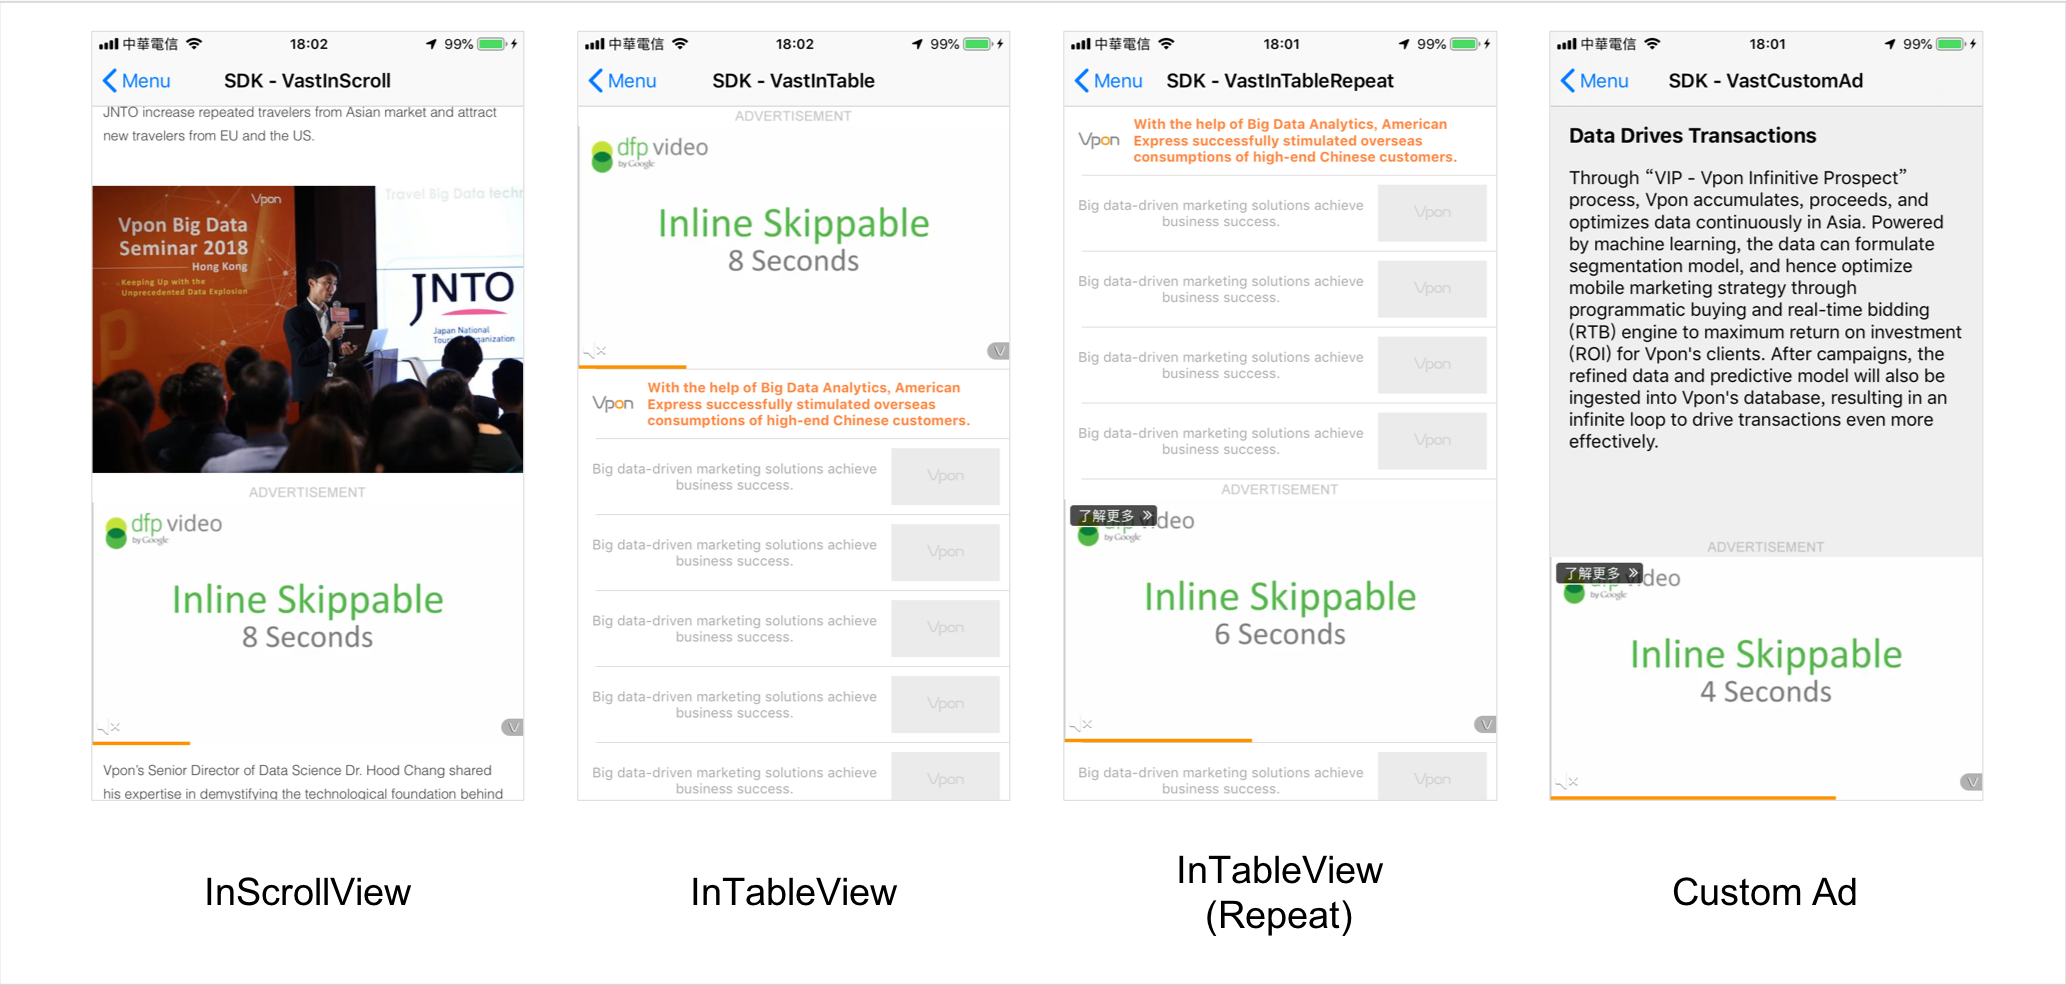 中華電信 18:02 99%
Menu SDK - VastInScroll
JNTO increase repeated travelers from Asian market and attract
new travelers from EU and the US.
Vpon
Travel Big Data techn
Vpon Big Data
Seminar 2018
Hong Kong
Keeping Up with the
Unprecedented Data Explosion
JNTO
Japan National
ADVERTISEMENT
dfp video
by Google
Inline Skippable
8 Seconds
V
Vpon's Senior Director of Data Science Dr. Hood Chang shared
his expertise in demystifying the technological foundation behind
InScrollView
中華電信 18:02 99%
Menu SDK - VastInTable
ADVERTISEMENT
dfp video
by Google
Inline Skippable
8 Seconds
V
Vpon
With the help of Big Data Analytics, American
Express successfully stimulated overseas
consumptions of high-end Chinese customers.
Big data-driven marketing solutions achieve
business success.
Vpon
Big data-driven marketing solutions achieve
business success.
Vpon
Big data-driven marketing solutions achieve
business success.
Vpon
Big data-driven marketing solutions achieve
business success.
Vpon
Big data-driven marketing solutions achieve
business success.
Vpon
InTableView
中華電信 18:01 99%
Menu SDK - VastInTableRepeat
Vpon
With the help of Big Data Analytics, American
Express successfully stimulated overseas
consumptions of high-end Chinese customers.
Big data-driven marketing solutions achieve
business success.
Vpon
Big data-driven marketing solutions achieve
business success.
Vpon
Big data-driven marketing solutions achieve
business success.
Vpon
Big data-driven marketing solutions achieve
business success.
Vpon
ADVERTISEMENT
了解更多 »
dfp video
by Google
Inline Skippable
6 Seconds
V
Big data-driven marketing solutions achieve
business success.
Vpon
InTableView
(Repeat)
中華電信 18:01 99%
Menu SDK - VastCustomAd
Data Drives Transactions
Through “VIP - Vpon Infinitive Prospect”
process, Vpon accumulates, proceeds, and
optimizes data continuously in Asia. Powered
by machine learning, the data can formulate
segmentation model, and hence optimize
mobile marketing strategy through
programmatic buying and real-time bidding
(RTB) engine to maximum return on investment
(ROI) for Vpon's clients. After campaigns, the
refined data and predictive model will also be
ingested into Vpon's database, resulting in an
infinite loop to drive transactions even more
effectively.
ADVERTISEMENT
了解更多 »
dfp video
by Google
Inline Skippable
4 Seconds
V
Custom Ad